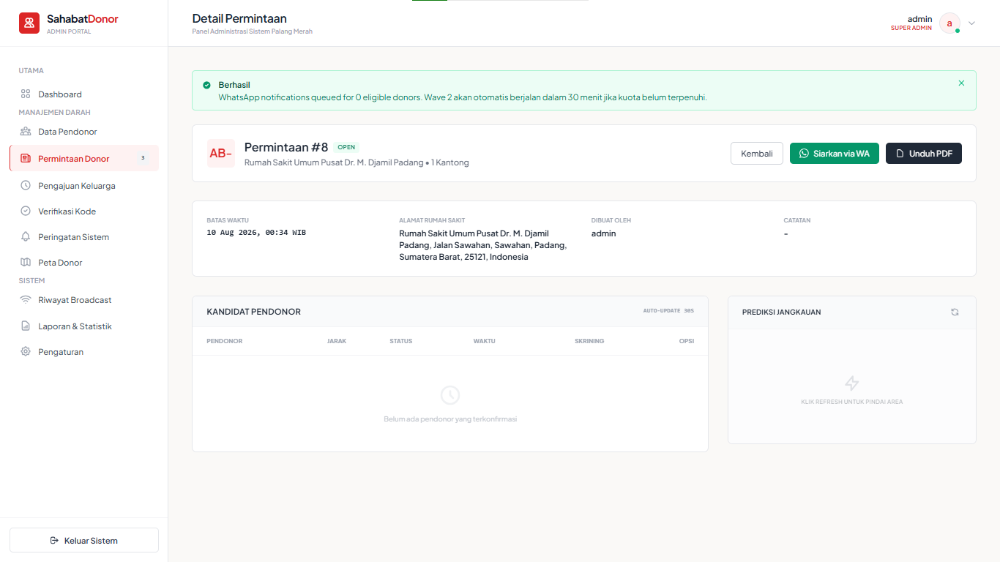 SahabatDonor
ADMIN PORTAL
UTAMA
Dashboard
MANAJEMEN DARAH
Data Pendonor
Permintaan Donor 3
Pengajuan Keluarga
Verifikasi Kode
Peringatan Sistem
Peta Donor
SISTEM
Riwayat Broadcast
Laporan & Statistik
Pengaturan
Keluar Sistem
Detail Permintaan
Panel Administrasi Sistem Palang Merah
admin
SUPER ADMIN
a
Berhasil
WhatsApp notifications queued for 0 eligible donors. Wave 2 akan otomatis berjalan dalam 30 menit jika kuota belum terpenuhi.
AB-
Permintaan #8 OPEN
Rumah Sakit Umum Pusat Dr. M. Djamil Padang • 1 Kantong
Kembali
Siarkan via WA
Unduh PDF
BATAS WAKTU
10 Aug 2026, 00:34 WIB
ALAMAT RUMAH SAKIT
Rumah Sakit Umum Pusat Dr. M. Djamil
Padang, Jalan Sawahan, Sawahan, Padang,
Sumatera Barat, 25121, Indonesia
DIBUAT OLEH
admin
CATATAN
-
KANDIDAT PENDONOR
AUTO-UPDATE 30S
PENDONOR JARAK STATUS WAKTU SKRINING OPSI
Belum ada pendonor yang terkonfirmasi
PREDIKSI JANGKAUAN
KLIK REFRESH UNTUK PINDAI AREA